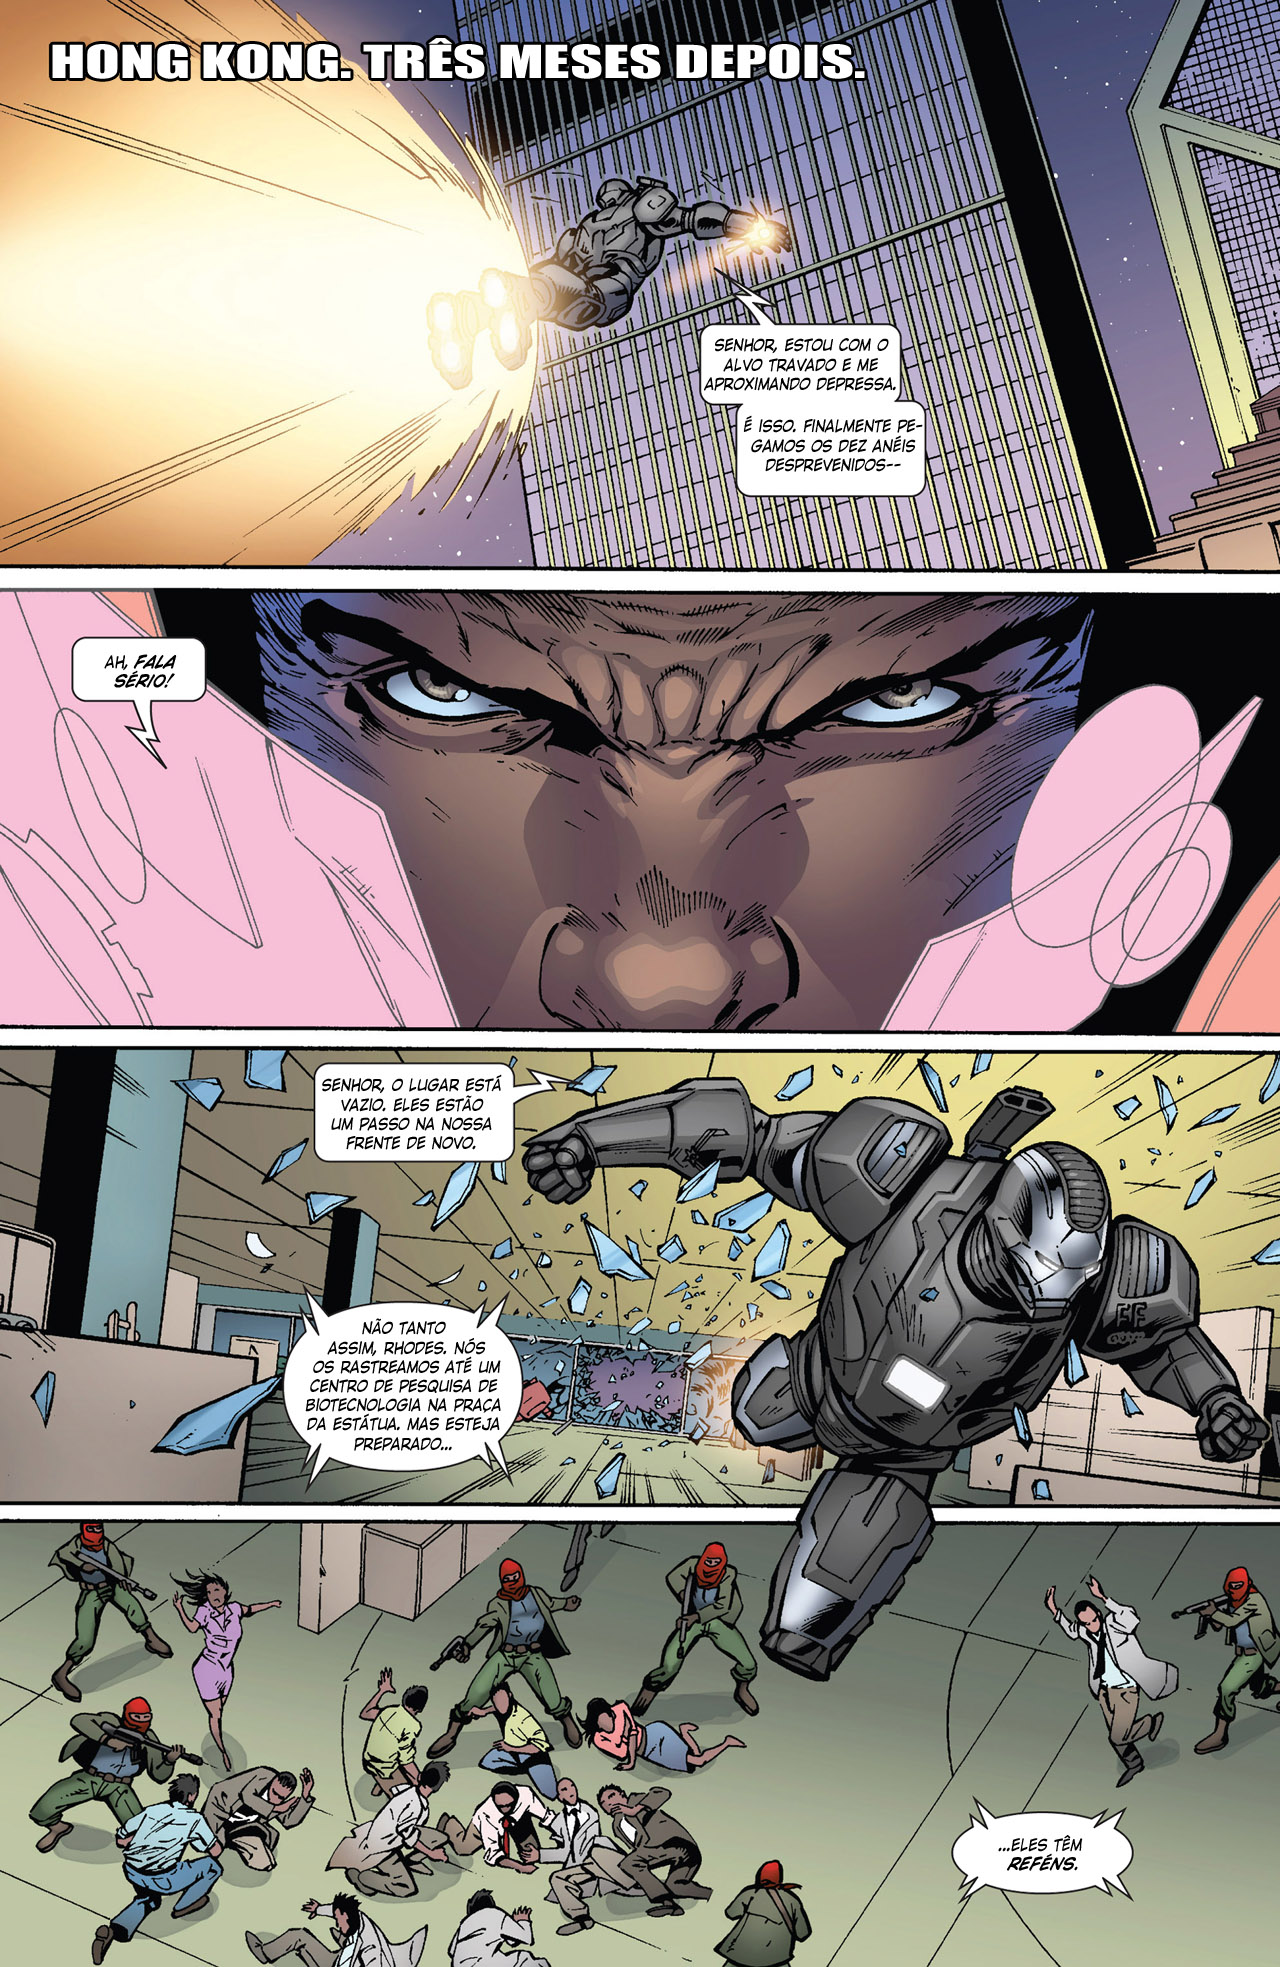 HONG KONG. TRÊS MESES DEPOIS.
SENHOR, ESTOU COM O
ALVO TRAVADO E ME
APROXIMANDO DEPRESSA.
É ISSO. FINALMENTE PE-
GAMOS OS DEZ ANÉIS
DESPREVENIDOS--
AH, FALA
SÉRIO!
SENHOR, O LUGAR ESTÁ
VAZIO. ELES ESTÃO
UM PASSO NA NOSSA
FRENTE DE NOVO.
NÃO TANTO
ASSIM, RHODES. NÓS
OS RASTREAMOS ATÉ UM
CENTRO DE PESQUISA DE
BIOTECNOLOGIA NA PRAÇA
DA ESTÁTUA. MAS ESTEJA
PREPARADO...
...ELES TÊM
REFÉNS.